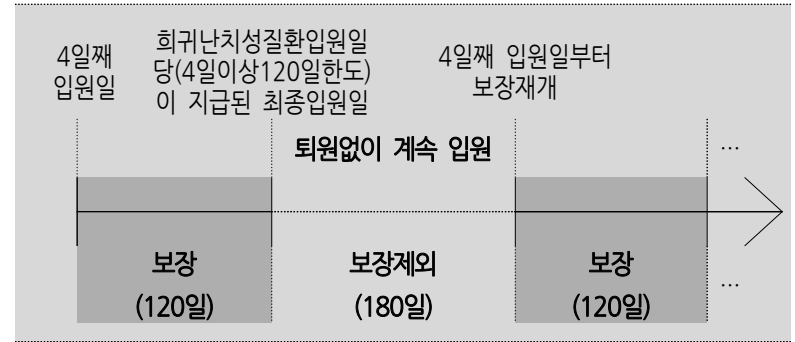 4일째
입원일
희귀난치성질환입원일
당(4일이상120일한도)
이 지급된 최종입원일
4일째 입원일부터
보장재개
퇴원없이 계속 입원
…
보장
(120일)
보장제외
(180일)
보장
(120일)
…